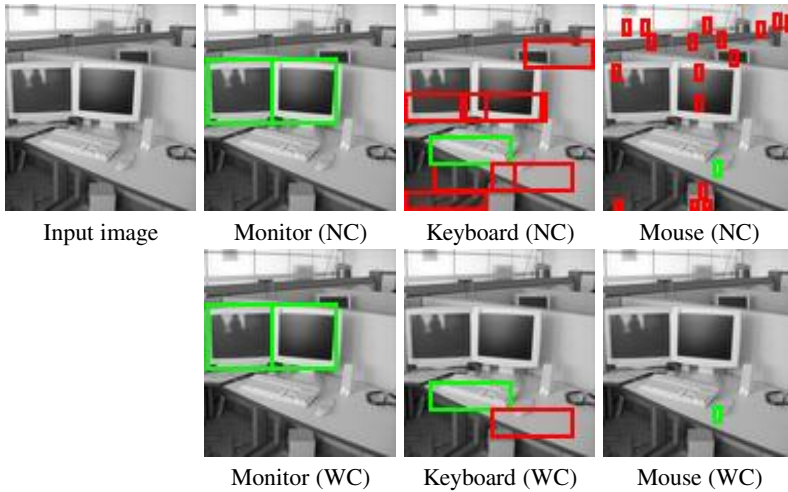 Input image
Monitor (NC)
Keyboard (NC)
Mouse (NC)
Monitor (WC)
Keyboard (WC)
Mouse (WC)